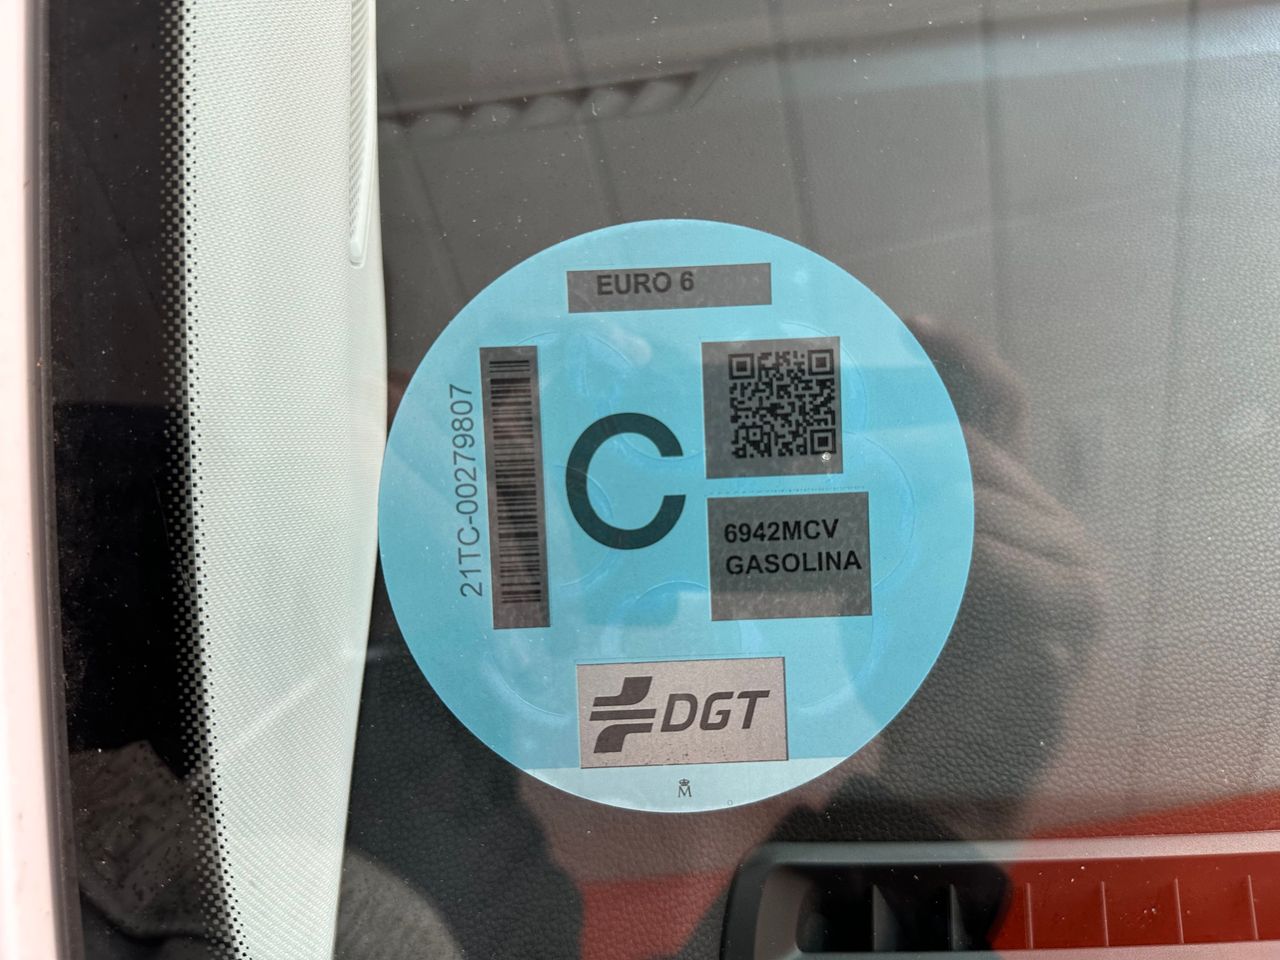 EURO 6
21TC-00279807
C
6942MCV
GASOLINA
DGT
M